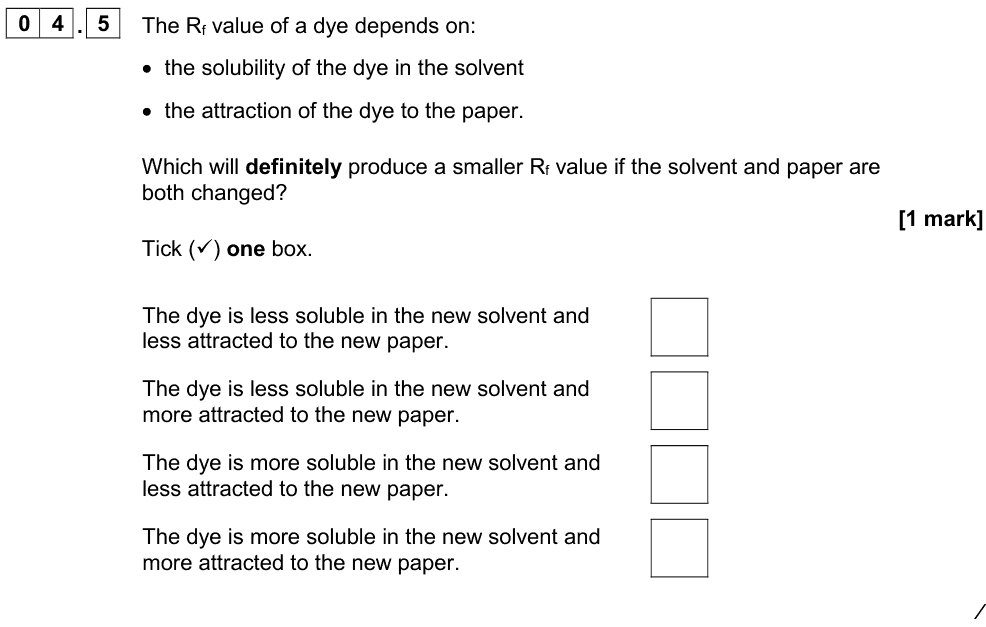 0 4 . 5 The Rf value of a dye depends on:
• the solubility of the dye in the solvent
• the attraction of the dye to the paper.
Which will definitely produce a smaller Rf value if the solvent and paper are
both changed?
[1 mark]
Tick (✓) one box.
The dye is less soluble in the new solvent and
less attracted to the new paper.
The dye is less soluble in the new solvent and
more attracted to the new paper.
The dye is more soluble in the new solvent and
less attracted to the new paper.
The dye is more soluble in the new solvent and
more attracted to the new paper.